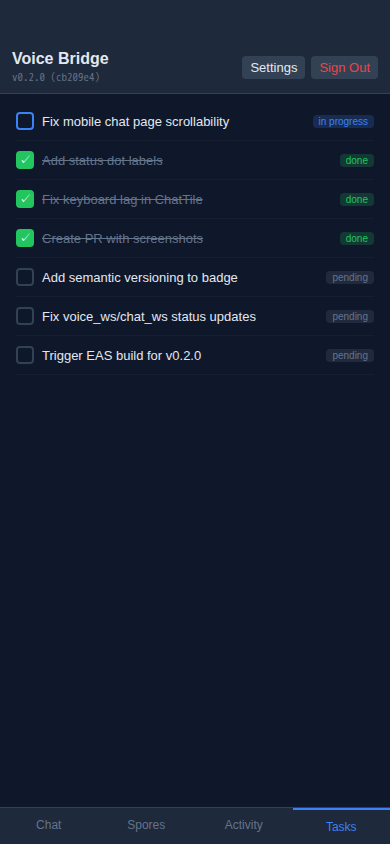 Voice Bridge
v0.2.0 (cb209e4)
Settings
Sign Out
Fix mobile chat page scrollability
in progress
✓ Add status dot labels
done
✓ Fix keyboard lag in ChatTile
done
✓ Create PR with screenshots
done
Add semantic versioning to badge
pending
Fix voice_ws/chat_ws status updates
pending
Trigger EAS build for v0.2.0
pending
Chat
Spores
Activity
Tasks